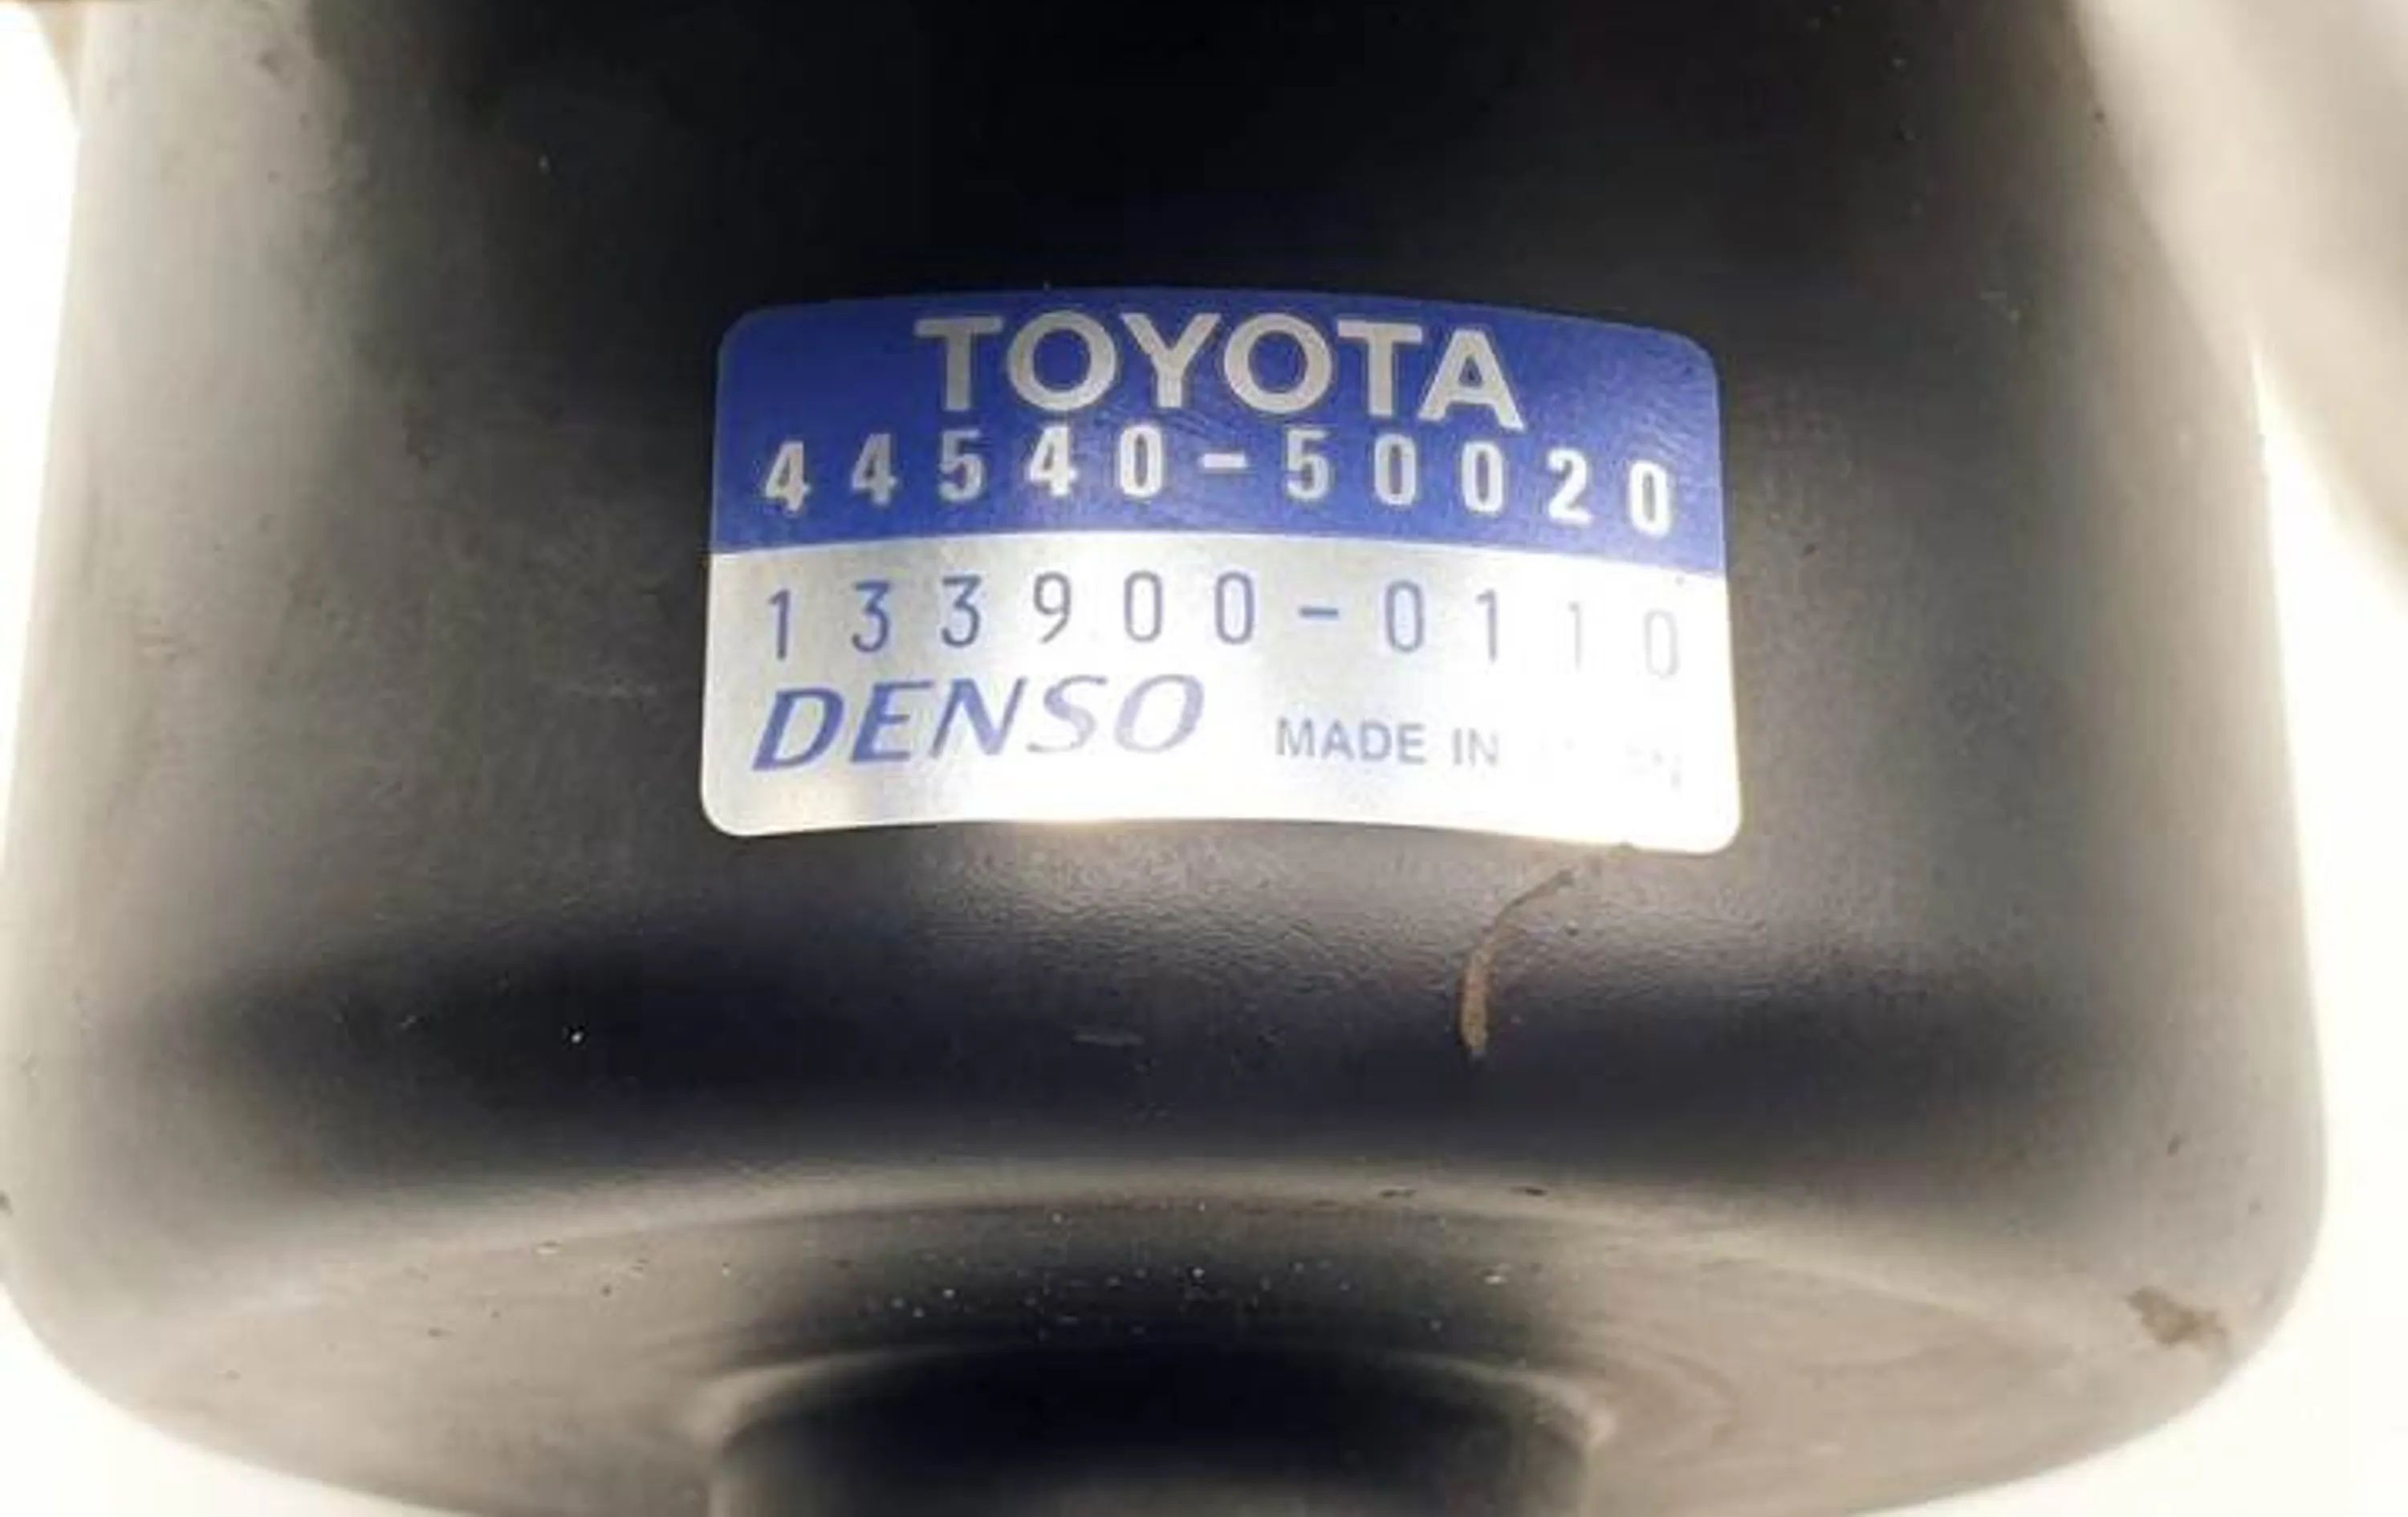 TOYOTA
44540-50020
133900-0110
DENSO MADE IN